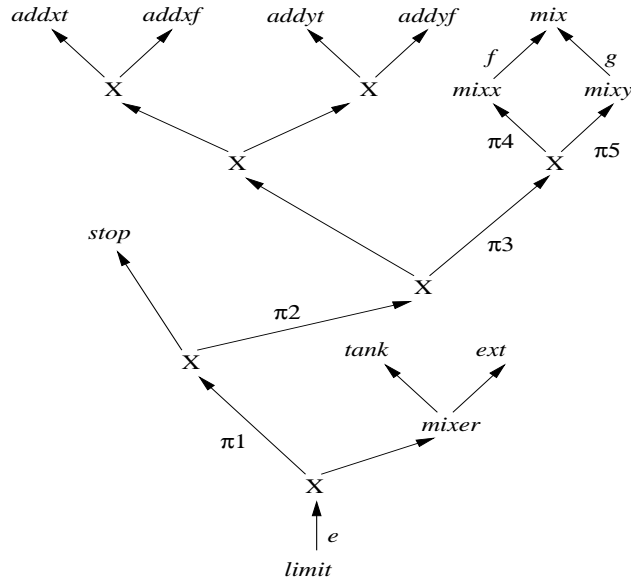 addxt addxf addyt addyf mix
f g
X X mixx mixy
π4 π5
X X
stop π3
X
π2
X tank ext
π1 mixer
X
e
limit